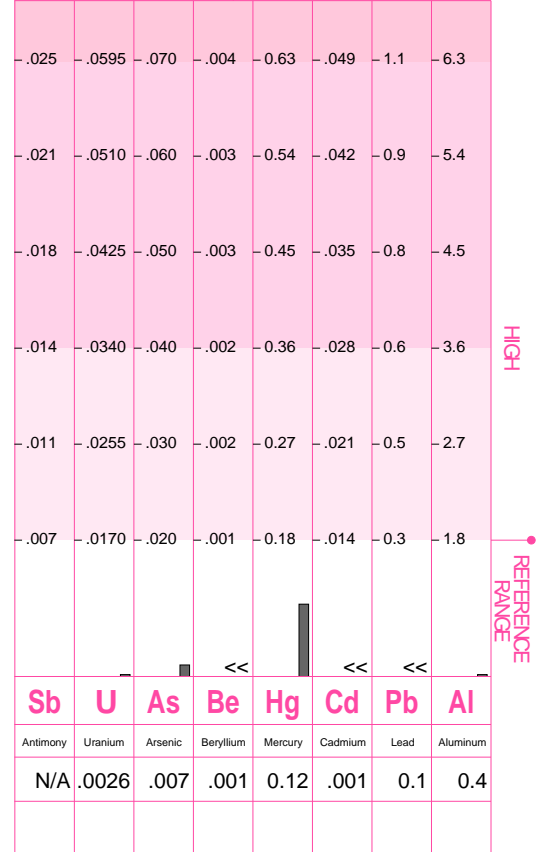 .025 .0595 .070 .004 0.63 .049 1.1 6.3
.021 .0510 .060 .003 0.54 .042 0.9 5.4
.018 .0425 .050 .003 0.45 .035 0.8 4.5
.014 .0340 .040 .002 0.36 .028 0.6 3.6
HIGH
.011 .0255 .030 .002 0.27 .021 0.5 2.7
.007 .0170 .020 .001 0.18 .014 0.3 1.8
REFERENCE
RANGE
<< << <<
Sb U As Be Hg Cd Pb Al
Antimony Uranium Arsenic Beryllium Mercury Cadmium Lead Aluminum
N/A .0026 .007 .001 0.12 .001 0.1 0.4